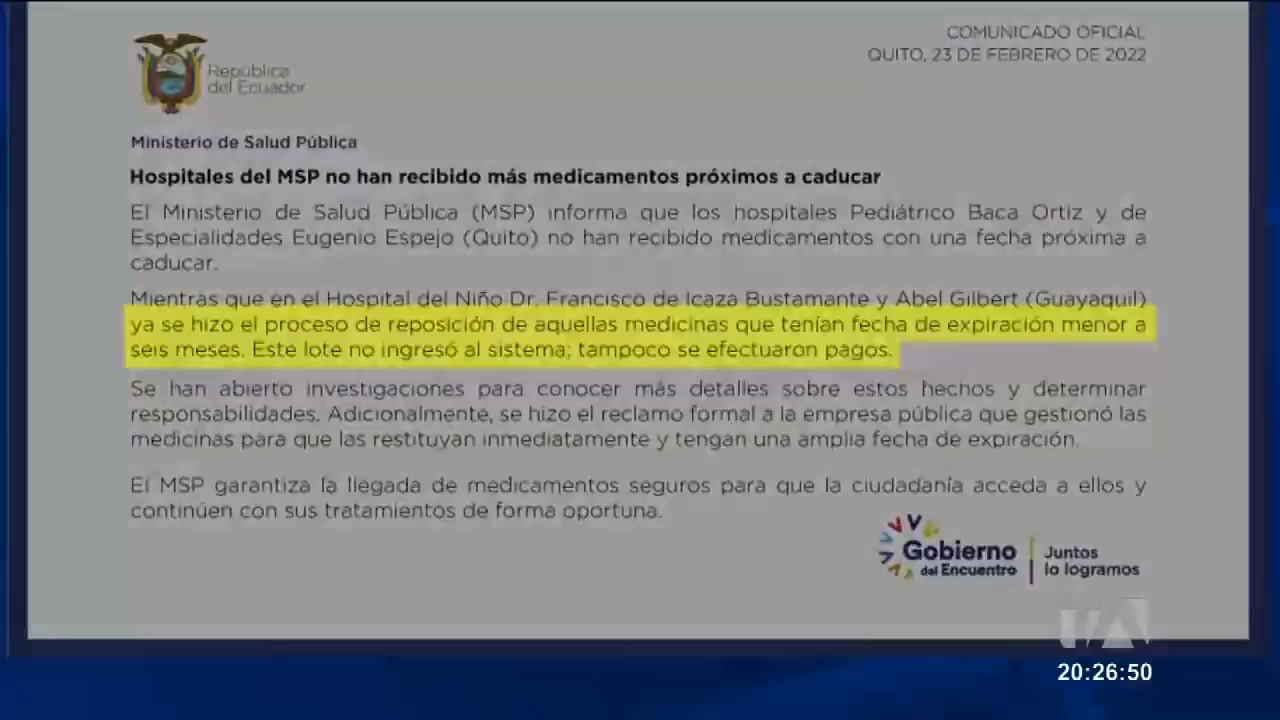 COMUNICADO OFICIAL
QUITO, 23 DE FEBRERO DE 2022
República
del Ecuador
Ministerio de Salud Pública
Hospitales del MSP no han recibido más medicamentos próximos a caducar
El Ministerio de Salud Pública (MSP) informa que los hospitales Pediátrico Baca Ortiz y de
Especialidades Eugenio Espejo (Quito) no han recibido medicamentos con una fecha próxima a
caducar.
Mientras que en el Hospital del Niño Dr. Francisco de Icaza Bustamante y Abel Gilbert (Guayaquil)
ya se hizo el proceso de reposición de aquellas medicinas que tenían fecha de expiración menor a
seis meses. Este lote no ingresó al sistema; tampoco se efectuaron pagos.
Se han abierto investigaciones para conocer más detalles sobre estos hechos y determinar
responsabilidades. Adicionalmente, se hizo el reclamo formal a la empresa pública que gestionó las
medicinas para que las restituyan inmediatamente y tengan una amplia fecha de expiración.
El MSP garantiza la llegada de medicamentos seguros para que la ciudadanía acceda a ellos y
continúen con sus tratamientos de forma oportuna.
Gobierno
del Encuentro
Juntos
lo logramos
20:26:50